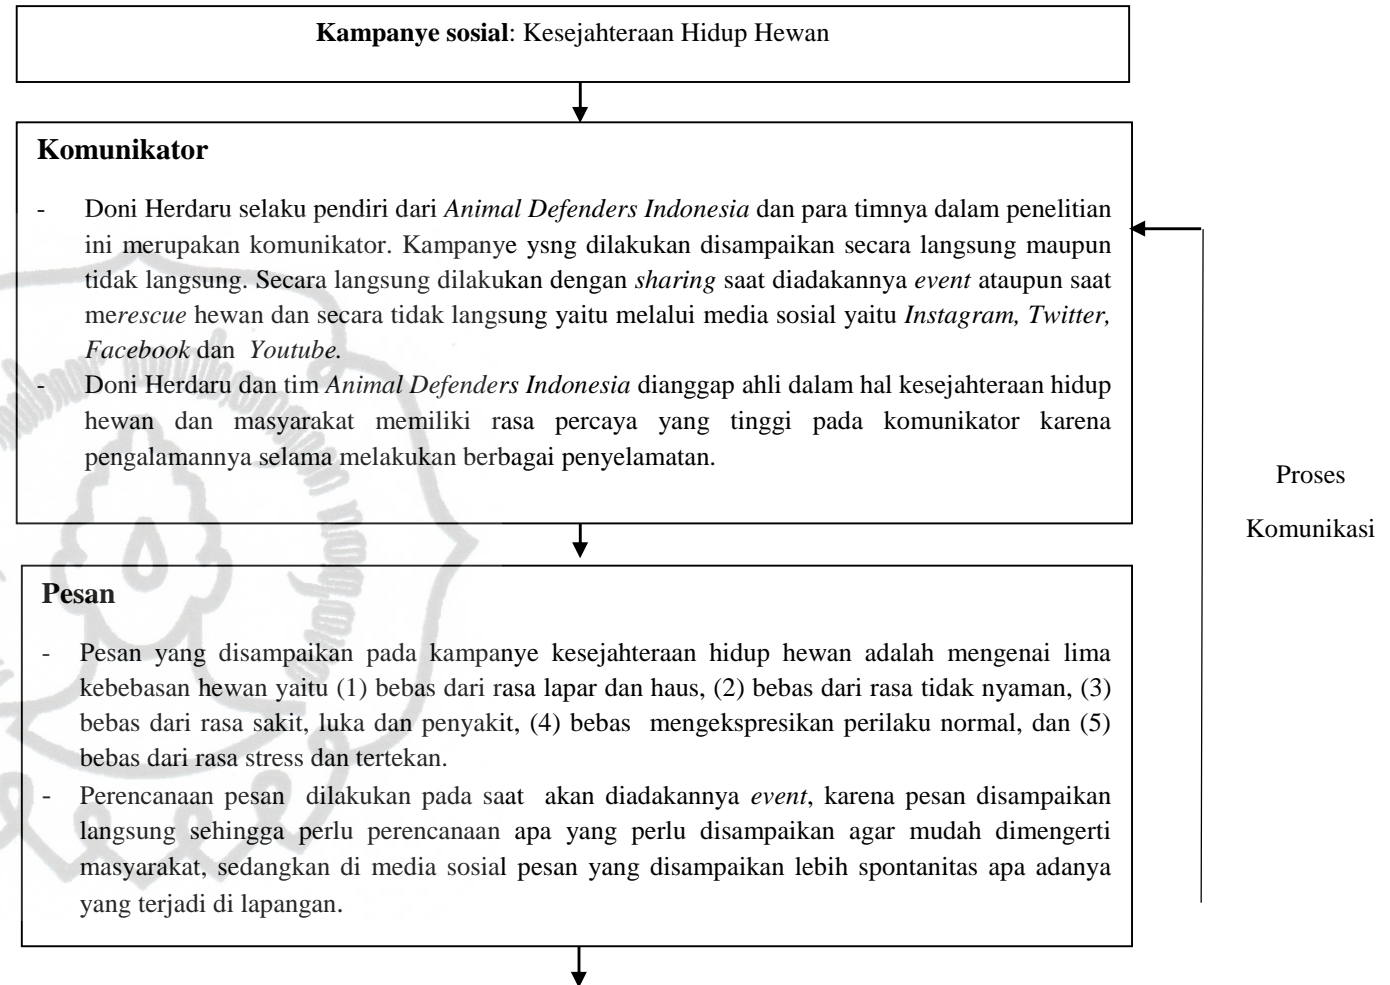 Kampanye sosial: Kesejahteraan Hidup Hewan
Komunikator
- Doni Herdaru selaku pendiri dari Animal Defenders Indonesia dan para timnya dalam penelitian
ini merupakan komunikator. Kampanye ysng dilakukan disampaikan secara langsung maupun
tidak langsung. Secara langsung dilakukan dengan sharing saat diadakannya event ataupun saat
merescue hewan dan secara tidak langsung yaitu melalui media sosial yaitu Instagram, Twitter,
Facebook dan Youtube.
- Doni Herdaru dan tim Animal Defenders Indonesia dianggap ahli dalam hal kesejahteraan hidup
hewan dan masyarakat memiliki rasa percaya yang tinggi pada komunikator karena
pengalamannya selama melakukan berbagai penyelamatan.
Proses
Komunikasi
Pesan
- Pesan yang disampaikan pada kampanye kesejahteraan hidup hewan adalah mengenai lima
kebebasan hewan yaitu (1) bebas dari rasa lapar dan haus, (2) bebas dari rasa tidak nyaman, (3)
bebas dari rasa sakit, luka dan penyakit, (4) bebas mengekspresikan perilaku normal, dan (5)
bebas dari rasa stress dan tertekan.
- Perencanaan pesan dilakukan pada saat akan diadakannya event, karena pesan disampaikan
langsung sehingga perlu perencanaan apa yang perlu disampaikan agar mudah dimengerti
masyarakat, sedangkan di media sosial pesan yang disampaikan lebih spontanitas apa adanya
yang terjadi di lapangan.